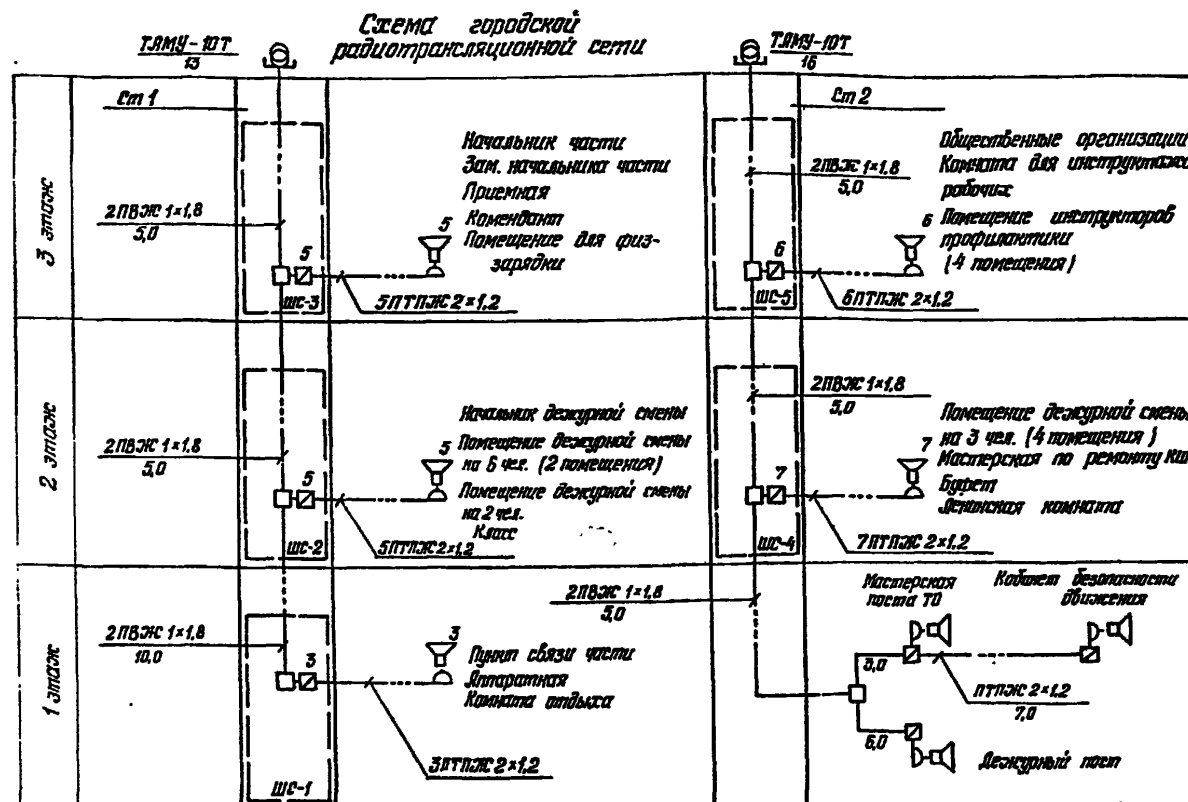 Схема городской
радиотрансляционной сети
ТАМУ-10Т
13
ТАМУ-10Т
16
3 этаж
Ст 1
2ПВЖ 1×1,8
5,0
5
ШС-3
5ПТПЖ 2×1,2
5
Начальник части
Зам. начальника части
Приемная
Комендант
Помещение для физ-
зарядки
Ст 2
2ПВЖ 1×1,8
5,0
6
ШС-5
6ПТПЖ 2×1,2
6
Общественные организации
Комната для инструктажа
рабочих
Помещение инструкторов
профилактики
(4 помещения)
2 этаж
2ПВЖ 1×1,8
5,0
5
ШС-2
5ПТПЖ 2×1,2
5
Начальник дежурной смены
Помещение дежурной смены
на 6 чел. (2 помещения)
Помещение дежурной смены
на 2 чел.
Класс
2ПВЖ 1×1,8
5,0
7
ШС-4
7ПТПЖ 2×1,2
7
Помещение дежурной смены
на 3 чел. (4 помещения)
Мастерская по ремонту
Буфет
Ленинская комната
1 этаж
2ПВЖ 1×1,8
10,0
3
ШС-1
3ПТПЖ 2×1,2
3
Пункт связи части
Аппаратная
Комната отдыха
2ПВЖ 1×1,8
5,0
Мастерская
поста ТО
Кабинет безопасности
движения
3,0
ПТПЖ 2×1,2
7,0
6,0
Дежурный пост